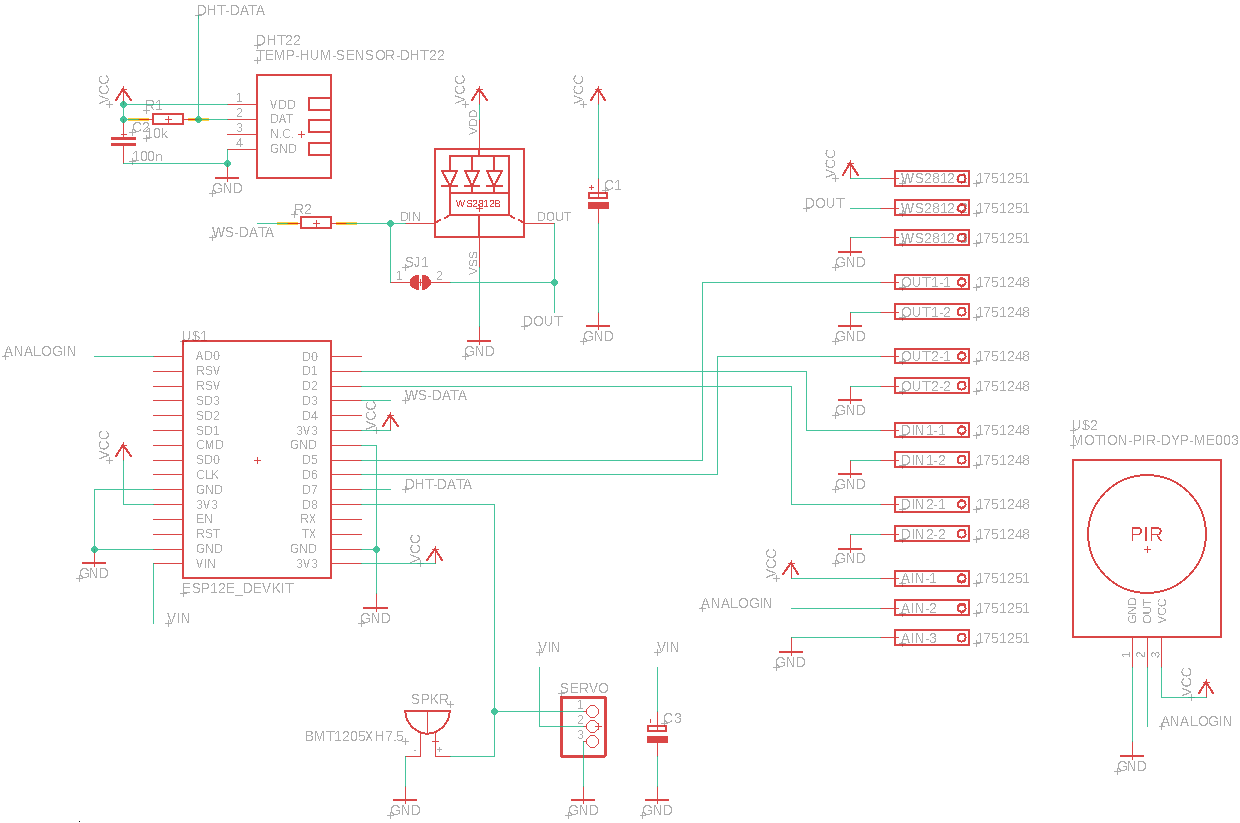 DHT-DATA
DHT22
TEMP-HUM-SENSOR-DHT22
VCC
R1
10k
C2
100n
GND
1 VDD
2 DAT
3 N.C.
4 GND
VCC
VDD
WS2812B
DIN
DOUT
VSS
GND
R2
WS-DATA
SJ1
1 2
DOUT
VCC
C1
GND
VCC
WS2812 1751251
DOUT
WS2812 1751251
WS2812 1751251
GND
OUT1-1 1751248
OUT1-2 1751248
GND
OUT2-1 1751248
OUT2-2 1751248
GND
DIN1-1 1751248
DIN1-2 1751248
GND
DIN2-1 1751248
DIN2-2 1751248
GND
VCC
AIN-1 1751251
ANALOGIN
AIN-2 1751251
AIN-3 1751251
GND
U$1
ANALOGIN
AD0 D0
RSV D1
RSV D2
SD3 D3
SD2 D4
SD1 3V3
CMD GND
SD0 D5
CLK D6
GND D7
3V3 D8
EN RX
RST TX
GND GND
VIN 3V3
ESP12E_DEVKIT
VCC
GND
VIN
WS-DATA
VCC
DHT-DATA
VCC
GND
U$2
MOTION-PIR-DYP-ME003
PIR
GND
OUT
VCC
1
2
3
VCC
ANALOGIN
GND
SPKR
BMT1205XH7.5
- +
GND
VIN
SERVO
1
2
3
GND
VIN
C3
GND